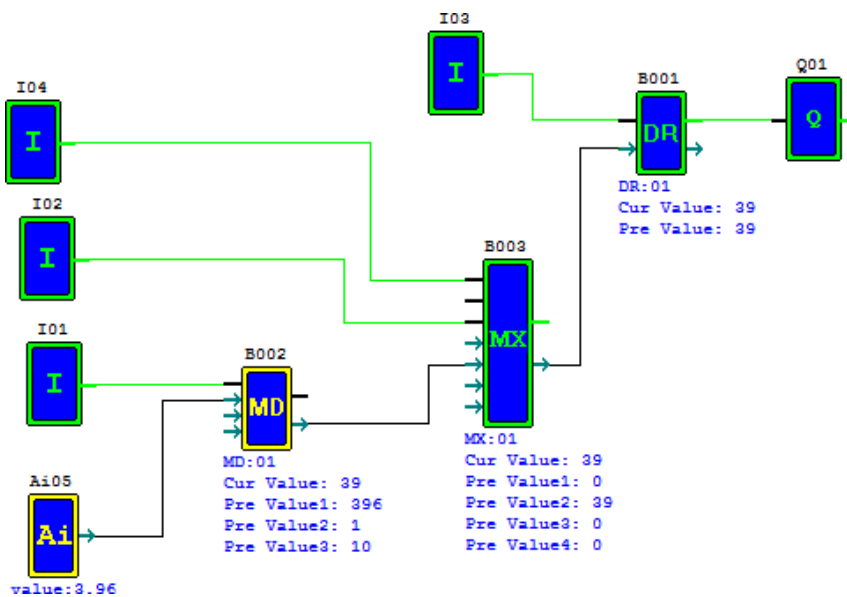 I03
I
B001
DR
DR:01
Cur Value: 39
Pre Value: 39
Q01
Q
I04
I
I02
I
B003
MX
MX:01
Cur Value: 39
Pre Value1: 0
Pre Value2: 39
Pre Value3: 0
Pre Value4: 0
I01
I
B002
MD
MD:01
Cur Value: 39
Pre Value1: 396
Pre Value2: 1
Pre Value3: 10
Ai05
Ai
value:3.96